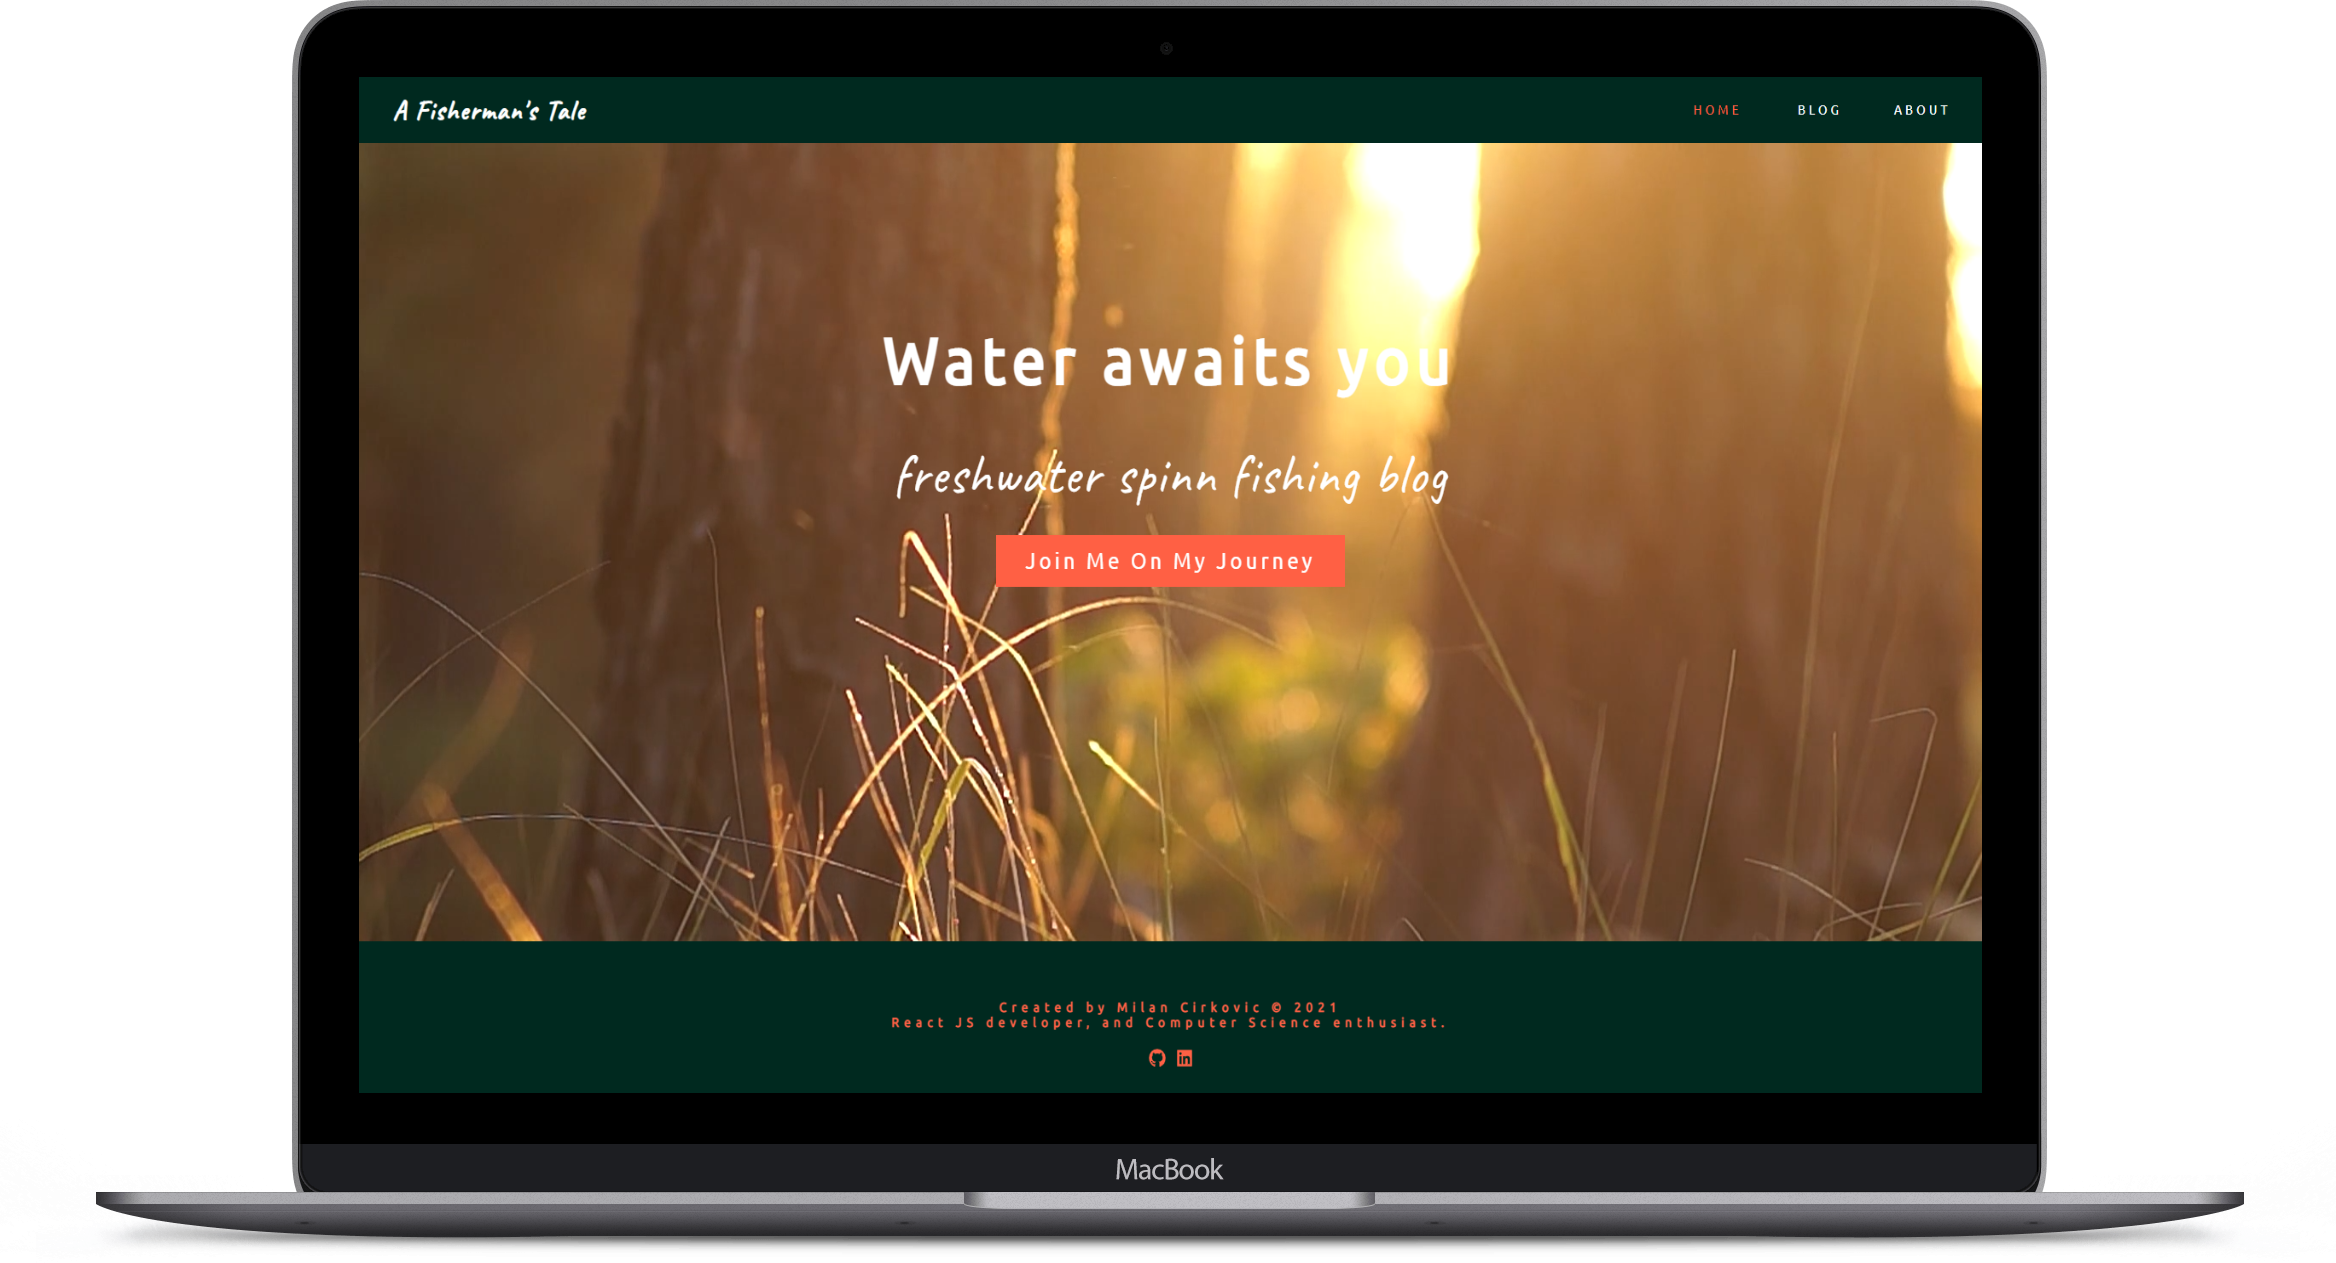 A Fisherman's Tale
HOME BLOG ABOUT
Water awaits you
freshwater spinn fishing blog
Join Me On My Journey
Created by Milan Cirkovic © 2021
React JS developer, and Computer Science enthusiast.
in
MacBook